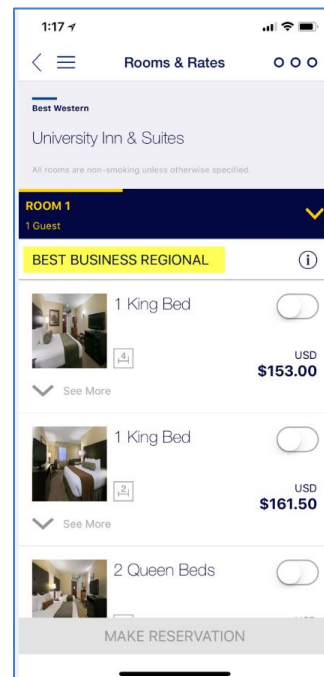 1:17
Rooms & Rates
Best Western
University Inn & Suites
All rooms are non-smoking unless otherwise specified.
ROOM 1
1 Guest
BEST BUSINESS REGIONAL
1 King Bed
4
USD
$153.00
See More
1 King Bed
2
USD
$161.50
See More
2 Queen Beds
MAKE RESERVATION